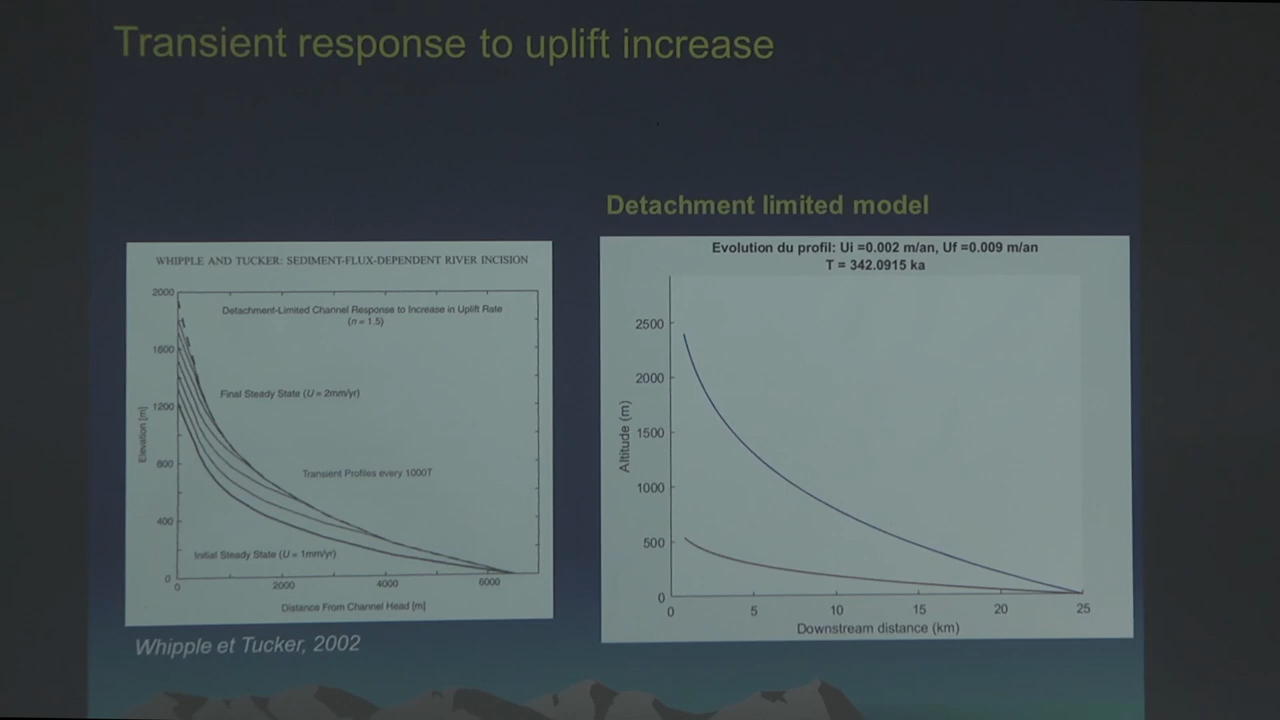 Transient response to uplift increase
Detachment limited model
WHIPPLE AND TUCKER: SEDIMENT-FLUX-DEPENDENT RIVER INCISION
2000
1600
1200
800
400
0
Elevation [m]
Detachment-Limited Channel Response to Increase in Uplift Rate
(n = 1.5)
Final Steady State (U = 2mm/yr)
Transient Profiles every 1000T
Initial Steady State (U = 1mm/yr)
0 2000 4000 6000
Distance From Channel Head [m]
Whipple et Tucker, 2002
Evolution du profil: Ui =0.002 m/an, Uf =0.009 m/an
T = 342.0915 ka
2500
2000
1500
1000
500
0
Altitude (m)
0 5 10 15 20 25
Downstream distance (km)